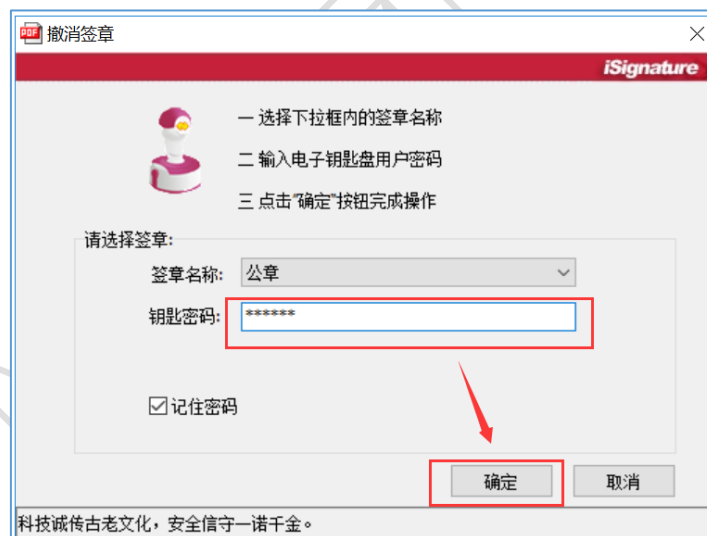 PDF 撤消签章
iSignature
一 选择下拉框内的签章名称
二 输入电子钥匙盘用户密码
三 点击"确定"按钮完成操作
请选择签章:
签章名称: 公章
钥匙密码: ******
记住密码
确定 取消
科技诚传古老文化，安全信守一诺千金。